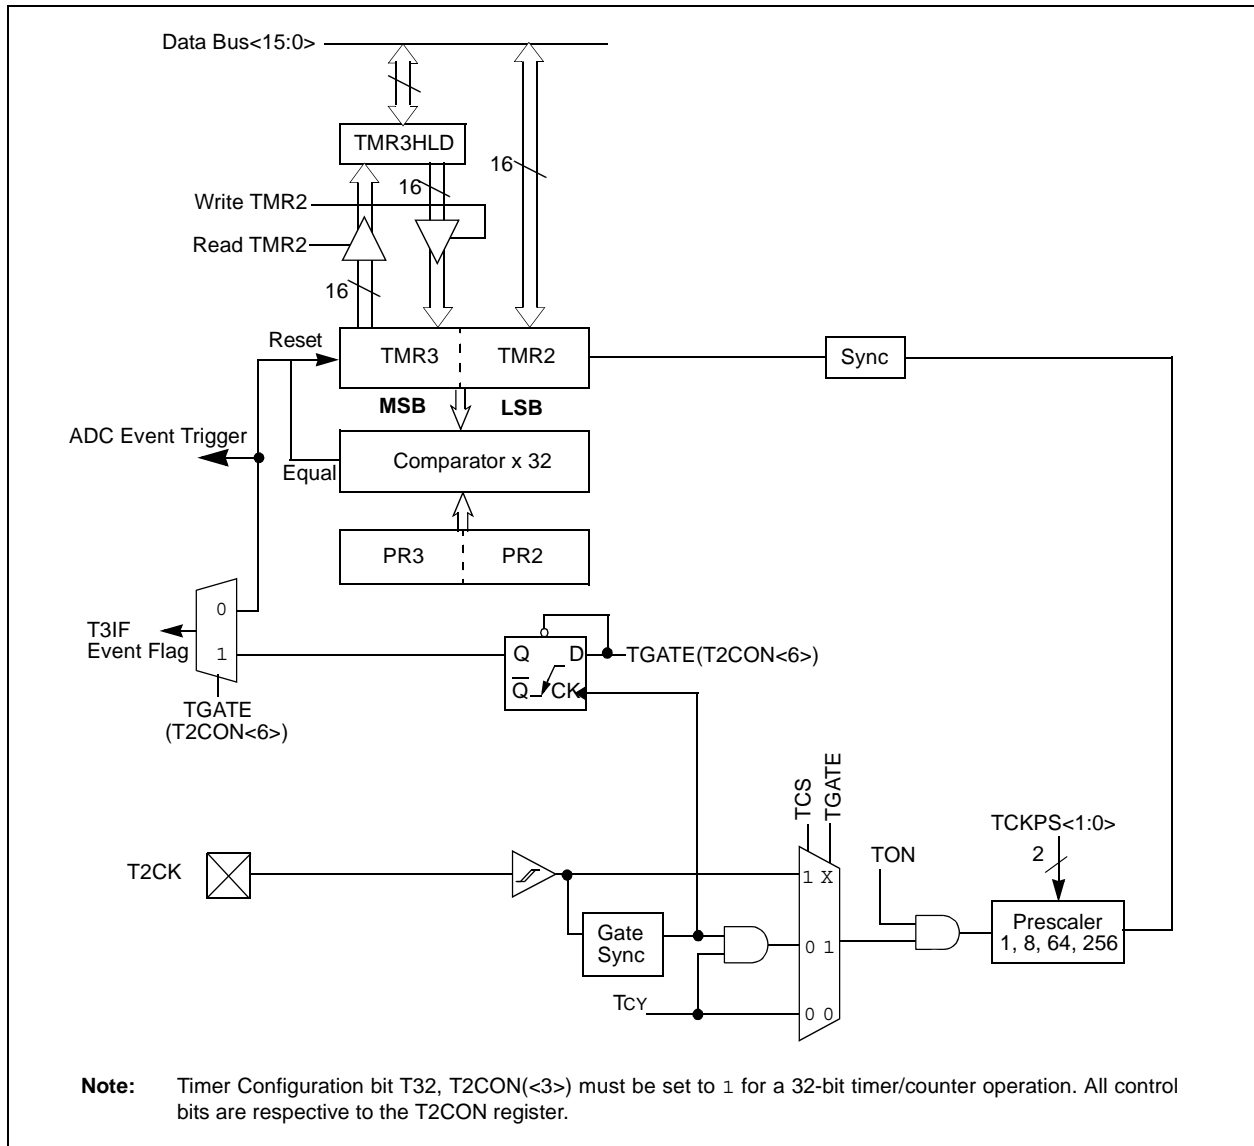 Data Bus<15:0>
TMR3HLD
16
16
Write TMR2
Read TMR2
16
Reset
TMR3
TMR2
Sync
MSB
LSB
ADC Event Trigger
Equal
Comparator x 32
PR3
PR2
0
T3IF
Event Flag
1
Q
D
TGATE(T2CON<6>)
Q
CK
TGATE
(T2CON<6>)
TCS
TGATE
TCKPS<1:0>
2
TON
T2CK
1 X
Prescaler
1, 8, 64, 256
Gate
Sync
0 1
TCY
0 0
Note: Timer Configuration bit T32, T2CON(<3>) must be set to 1 for a 32-bit timer/counter operation. All control
bits are respective to the T2CON register.